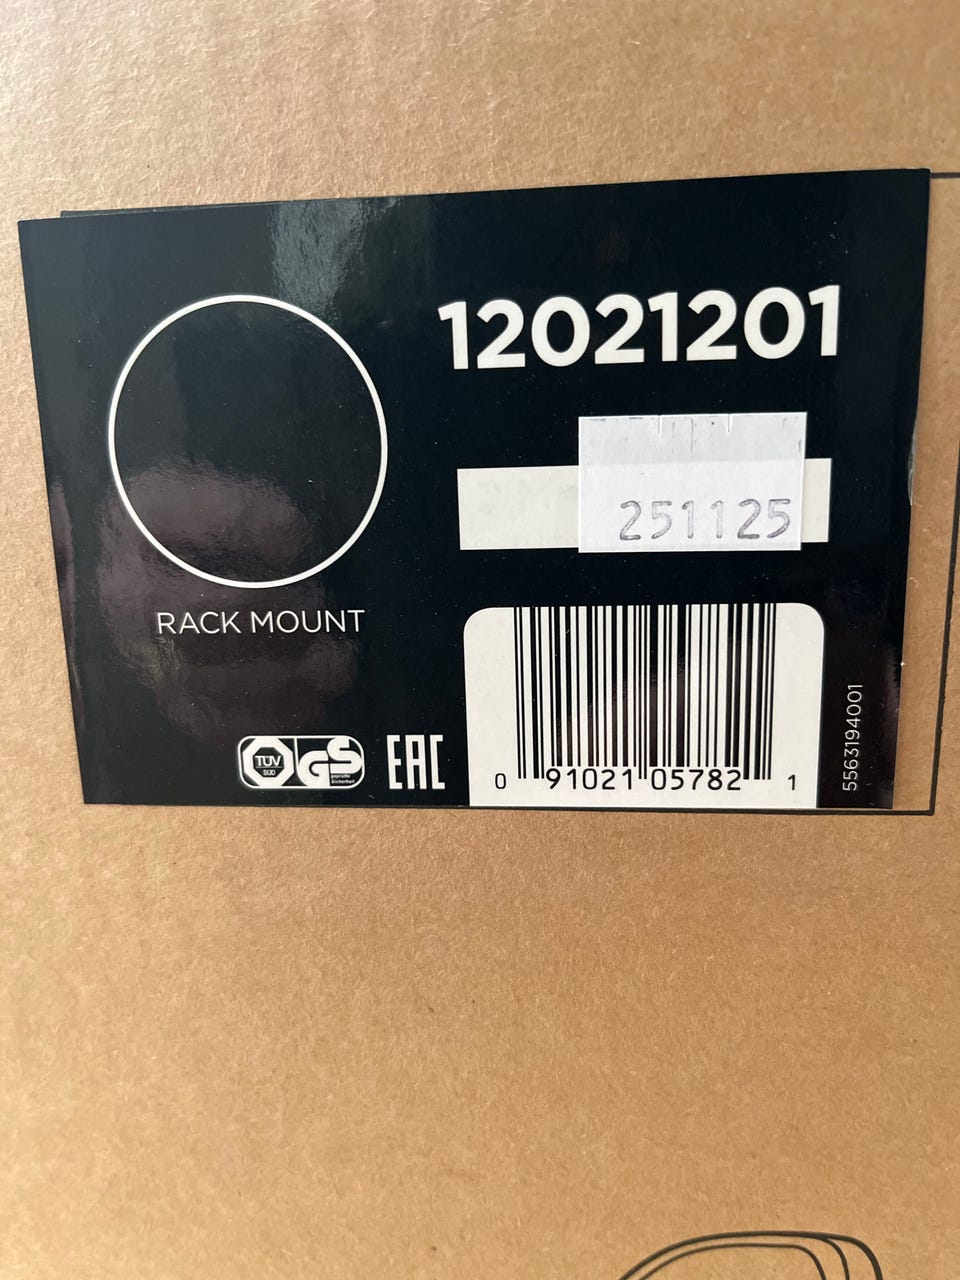 12021201
251125
RACK MOUNT
TÜV
SÜD
GS
geprüfte
Sicherheit
EAC
0 91021 05782 1
5563194001